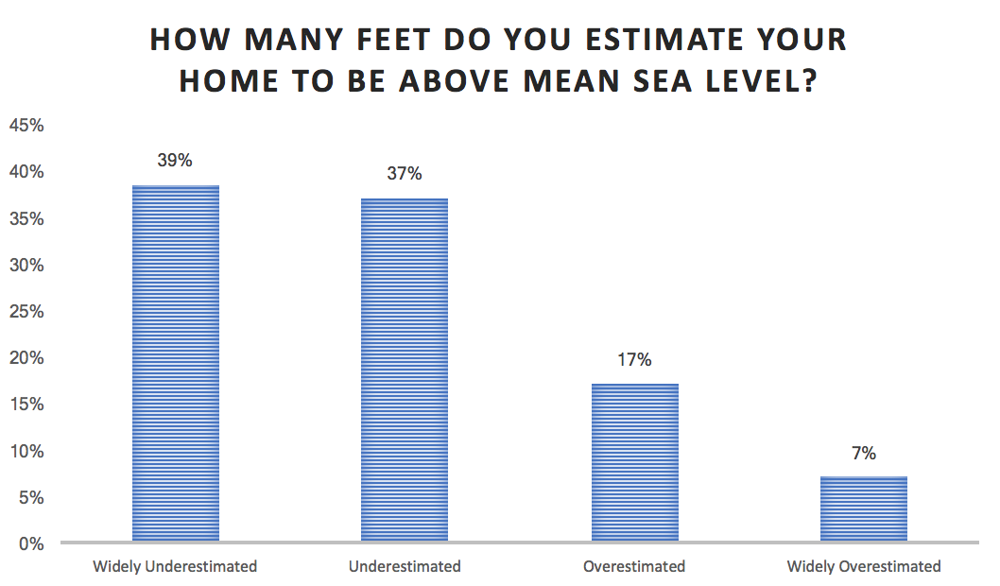 HOW MANY FEET DO YOU ESTIMATE YOUR
HOME TO BE ABOVE MEAN SEA LEVEL?
45%
40%
35%
30%
25%
20%
15%
10%
5%
0%
39%
37%
17%
7%
Widely Underestimated
Underestimated
Overestimated
Widely Overestimated